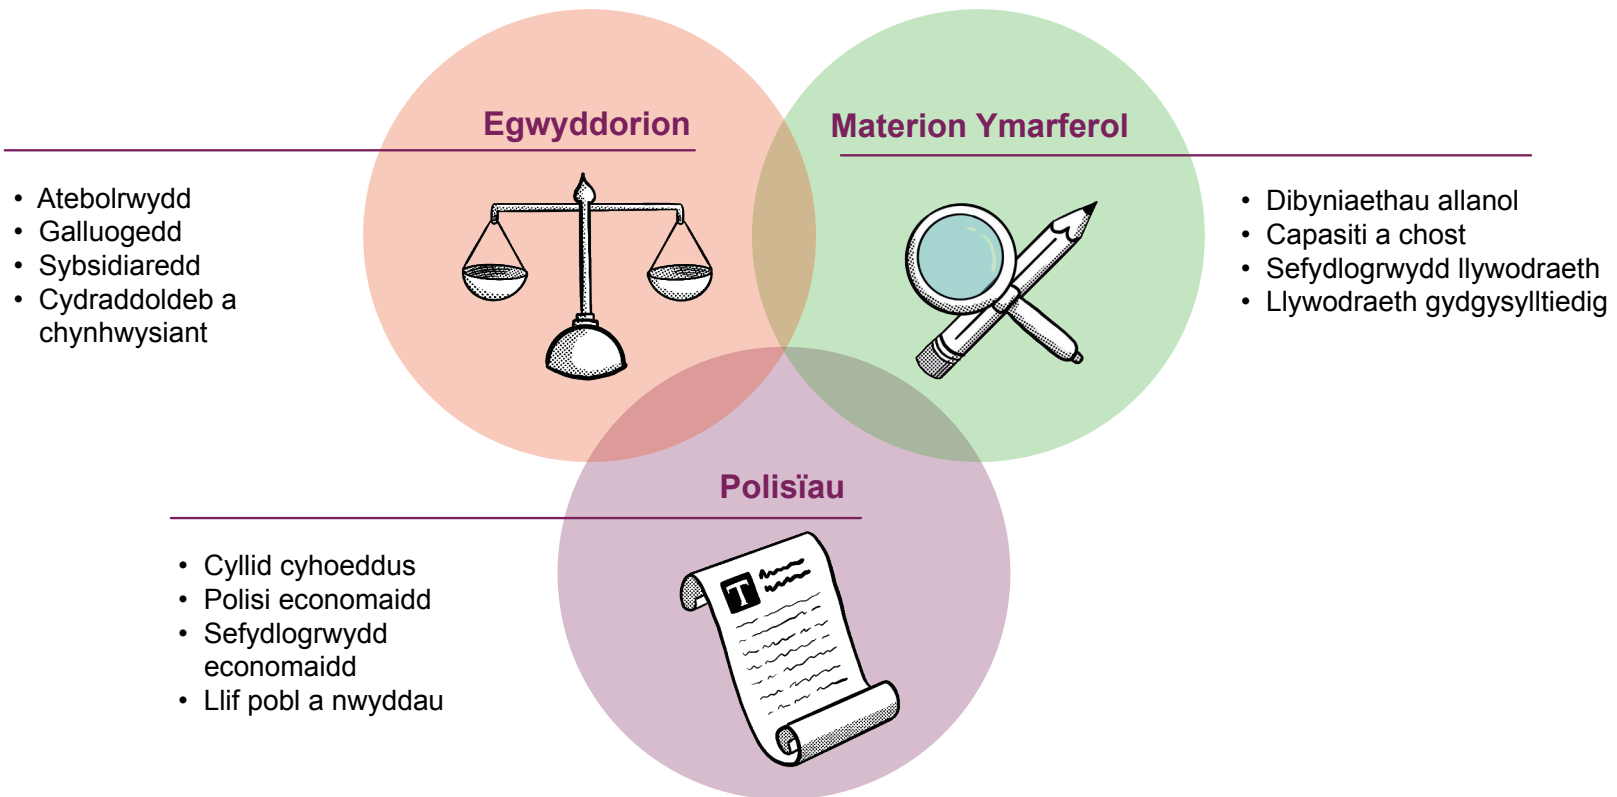 Egwyddorion
• Atebolrwydd
• Galluogedd
• Sybsidiaredd
• Cydraddoldeb a
chynhwysiant
Materion Ymarferol
• Dibyniaethau allanol
• Capasiti a chost
• Sefydlogrwydd llywodraeth
• Llywodraeth gydgysylltiedig
Polisïau
• Cyllid cyhoeddus
• Polisi economaidd
• Sefydlogrwydd
economaidd
• Llif pobl a nwyddau
T